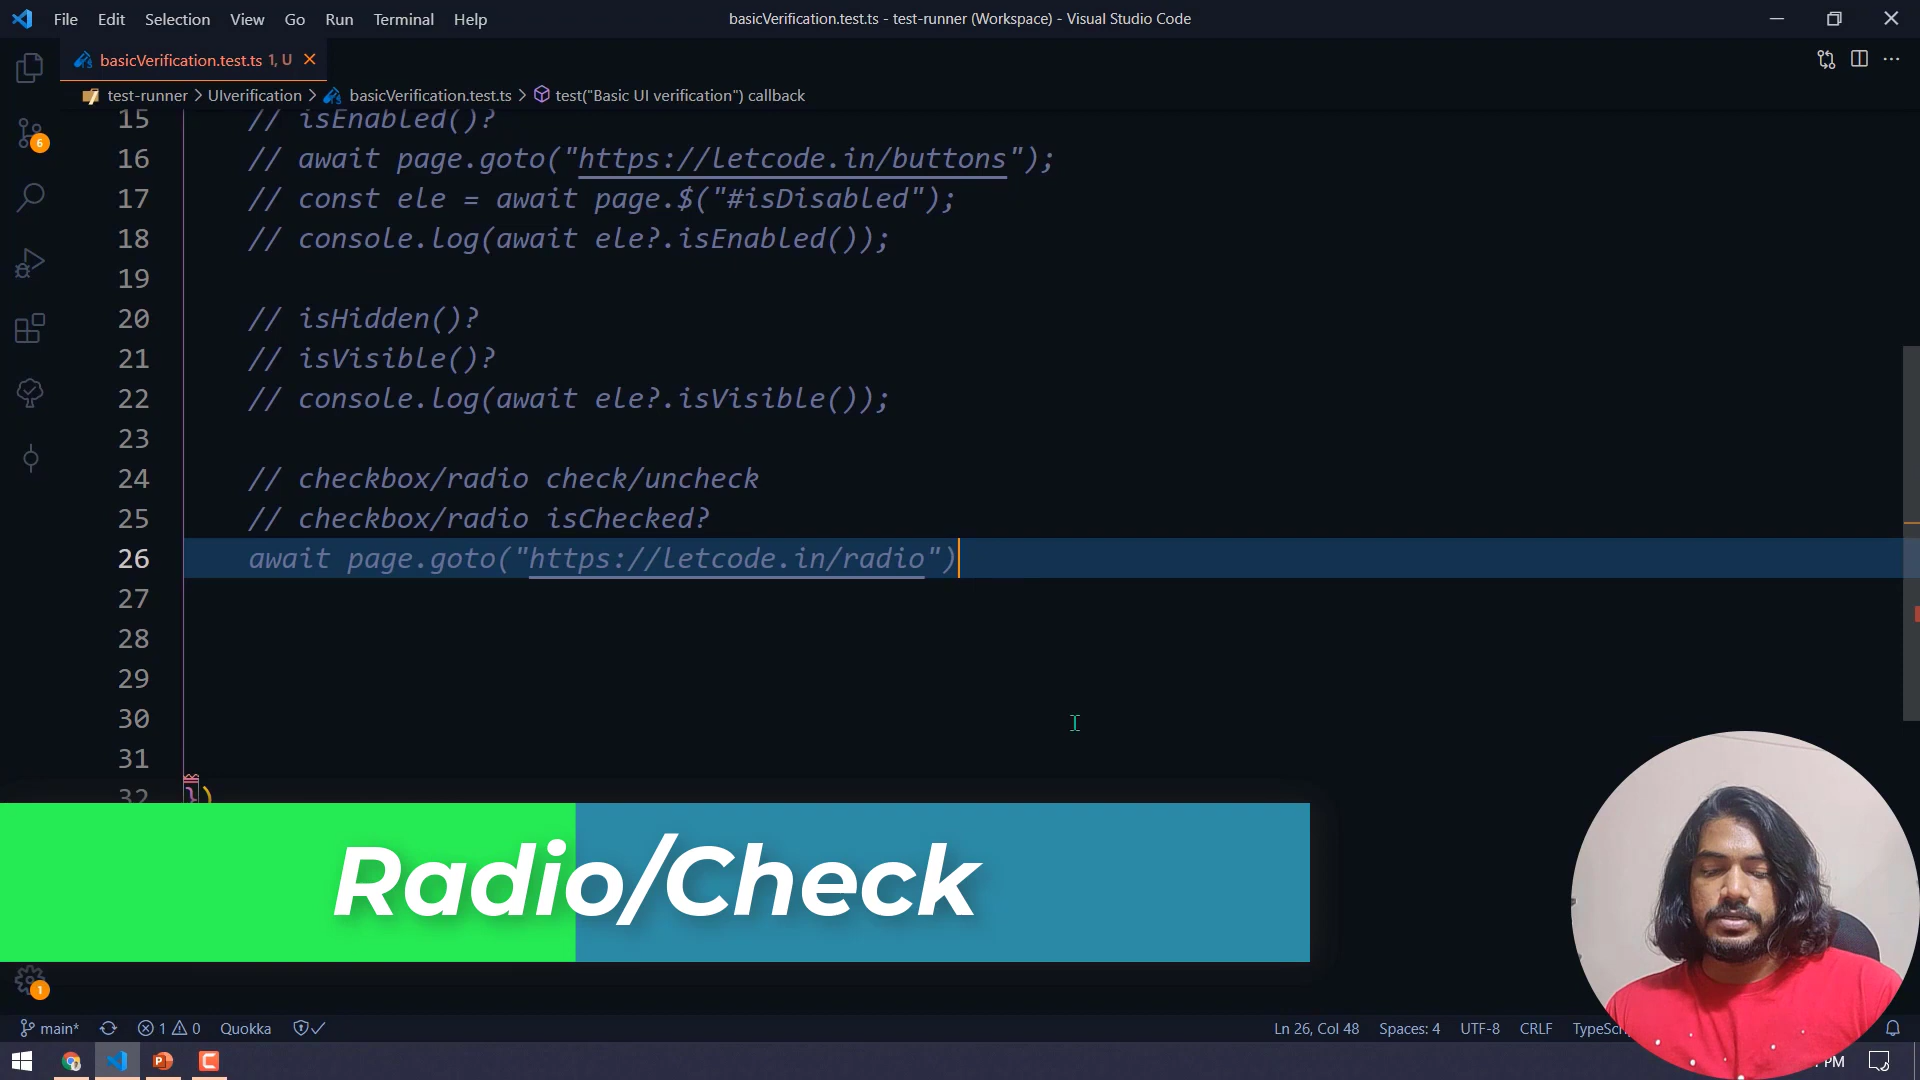 File Edit Selection View Go Run Terminal Help
basicVerification.test.ts - test-runner (Workspace) - Visual Studio Code
basicVerification.test.ts 1, U
test-runner > UIverification > basicVerification.test.ts > test("Basic UI verification") callback
15 // isEnabled()?
16 // await page.goto("https://letcode.in/buttons");
17 // const ele = await page.$("#isDisabled");
18 // console.log(await ele?.isEnabled());
19
20 // isHidden()?
21 // isVisible()?
22 // console.log(await ele?.isVisible());
23
24 // checkbox/radio check/uncheck
25 // checkbox/radio isChecked?
26 await page.goto("https://letcode.in/radio")
27
28
29
30
31
32 })
6
Radio/Check
1
main* 1 0 Quokka
Ln 26, Col 48 Spaces: 4 UTF-8 CRLF
PM